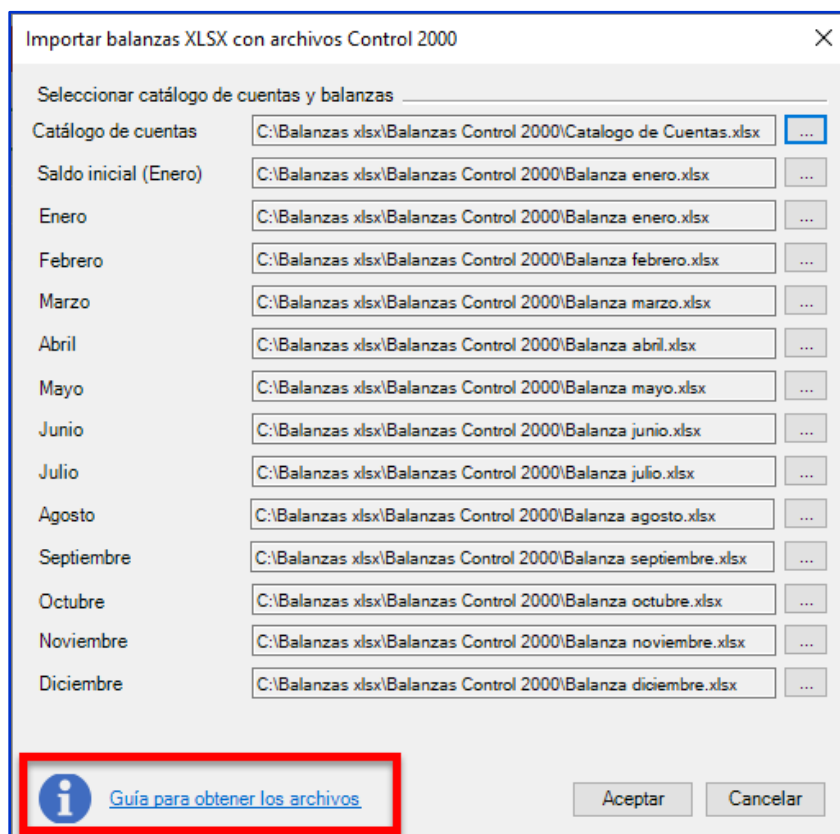 Importar balanzas XLSX con archivos Control 2000
Seleccionar catálogo de cuentas y balanzas
Catálogo de cuentas C:\Balanzas xlsx\Balanzas Control 2000\Catalogo de Cuentas.xlsx ...
Saldo inicial (Enero) C:\Balanzas xlsx\Balanzas Control 2000\Balanza enero.xlsx ...
Enero C:\Balanzas xlsx\Balanzas Control 2000\Balanza enero.xlsx ...
Febrero C:\Balanzas xlsx\Balanzas Control 2000\Balanza febrero.xlsx ...
Marzo C:\Balanzas xlsx\Balanzas Control 2000\Balanza marzo.xlsx ...
Abril C:\Balanzas xlsx\Balanzas Control 2000\Balanza abril.xlsx ...
Mayo C:\Balanzas xlsx\Balanzas Control 2000\Balanza mayo.xlsx ...
Junio C:\Balanzas xlsx\Balanzas Control 2000\Balanza junio.xlsx ...
Julio C:\Balanzas xlsx\Balanzas Control 2000\Balanza julio.xlsx ...
Agosto C:\Balanzas xlsx\Balanzas Control 2000\Balanza agosto.xlsx ...
Septiembre C:\Balanzas xlsx\Balanzas Control 2000\Balanza septiembre.xlsx ...
Octubre C:\Balanzas xlsx\Balanzas Control 2000\Balanza octubre.xlsx ...
Noviembre C:\Balanzas xlsx\Balanzas Control 2000\Balanza noviembre.xlsx ...
Diciembre C:\Balanzas xlsx\Balanzas Control 2000\Balanza diciembre.xlsx ...
Guía para obtener los archivos Aceptar Cancelar